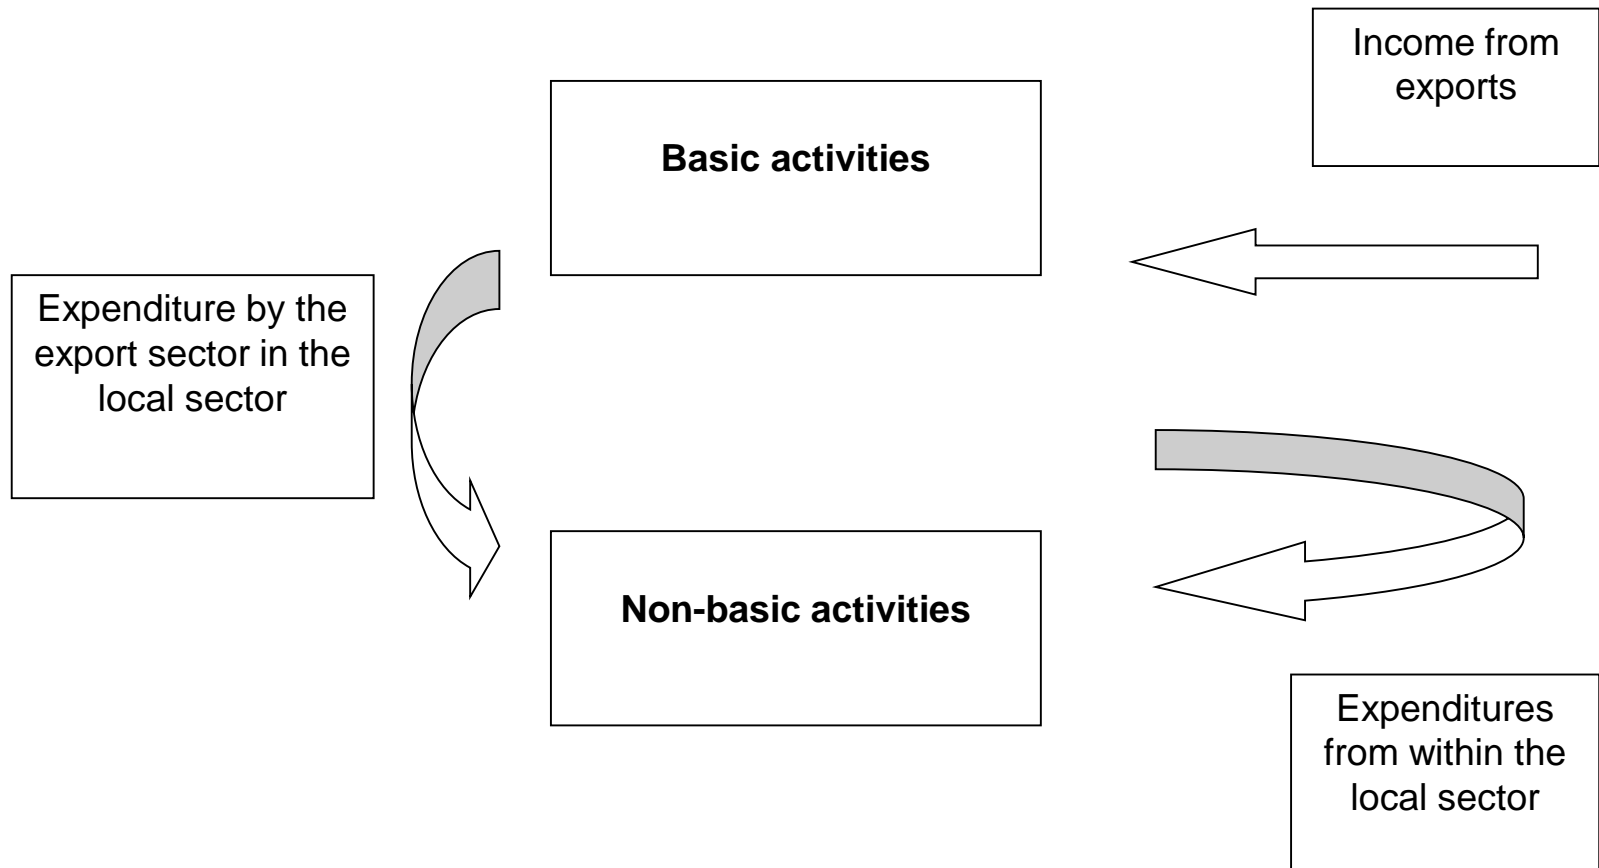 Income from
exports
Basic activities
Expenditure by the
export sector in the
local sector
Non-basic activities
Expenditures
from within the
local sector